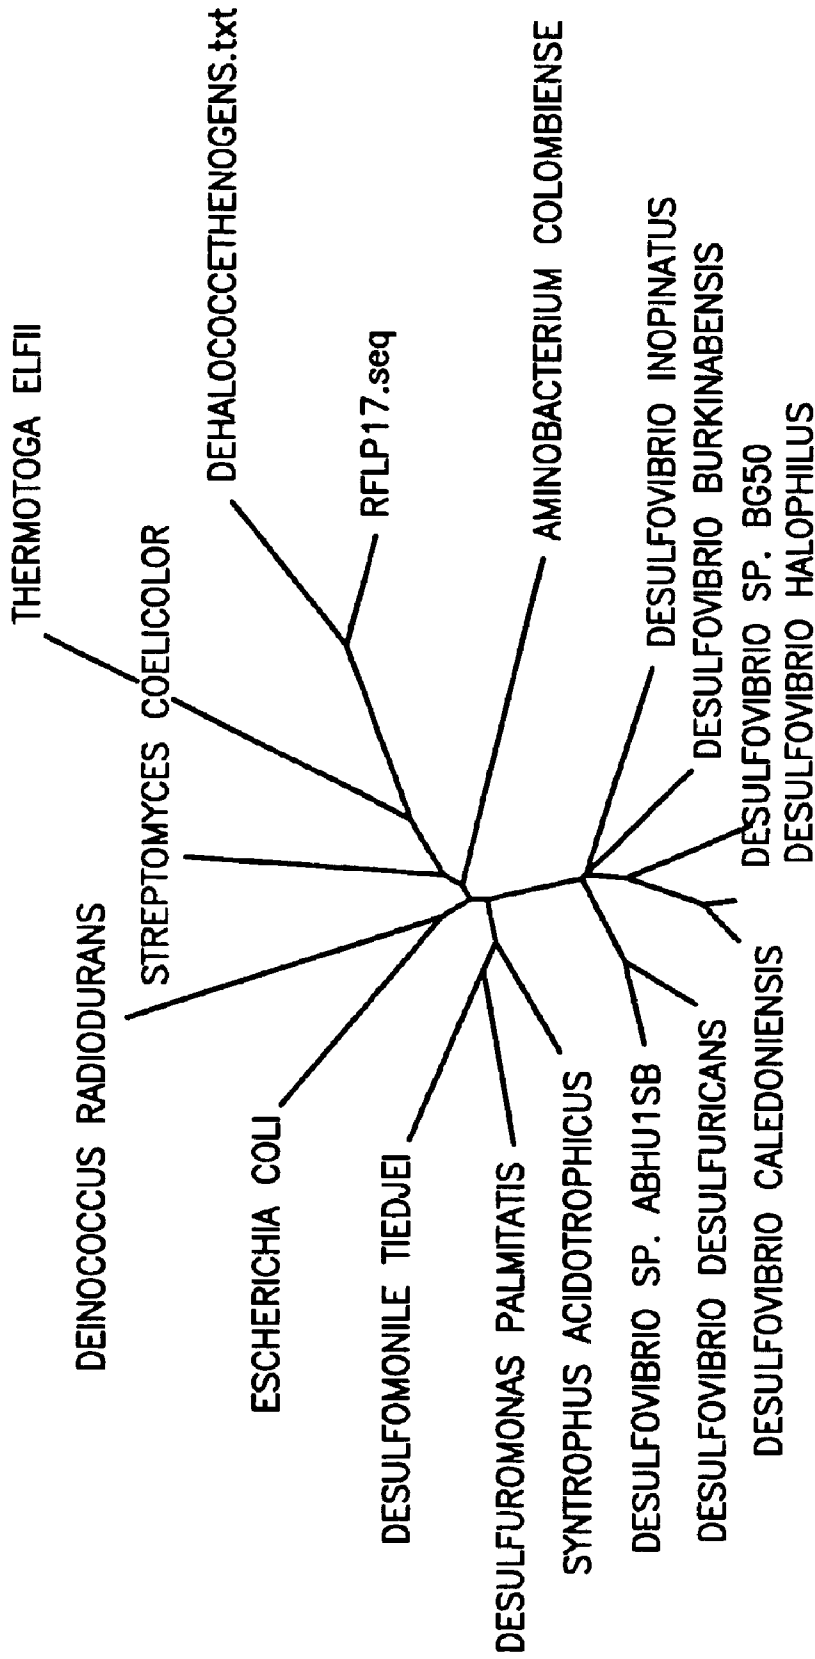 THERMOTOGA ELFII
DEINOCOCCUS RADIODURANS
STREPTOMYCES COELICOLOR
DEHALOCOCCETHENOGENS.txt
ESCHERICHIA COLI
RFLP17.seq
DESULFOMONILE TIEDJEI
DESULFUROMONAS PALMITATIS
AMINOBACTERIUM COLOMBIENSE
SYNTROPHUS ACIDOTROPHICUS
DESULFOVIBRIO SP. ABHU1SB
DESULFOVIBRIO INOPINATUS
DESULFOVIBRIO DESULFURICANS
DESULFOVIBRIO BURKINABENSIS
DESULFOVIBRIO SP. BG50
DESULFOVIBRIO CALEDONIENSIS
DESULFOVIBRIO HALOPHILUS